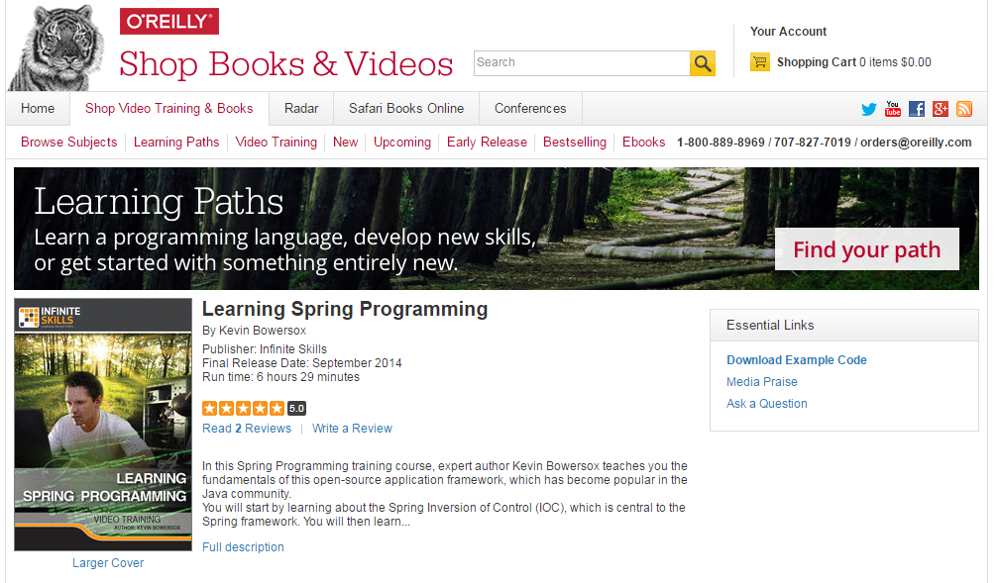 O'REILLY®
Shop Books & Videos
Search
Your Account
Shopping Cart 0 items $0.00
Home
Shop Video Training & Books
Radar
Safari Books Online
Conferences
You Tube
f
g+
Browse Subjects
Learning Paths
Video Training
New
Upcoming
Early Release
Bestselling
Ebooks
1-800-889-8969 / 707-827-7019 / orders@oreilly.com
Learning Paths
Learn a programming language, develop new skills,
or get started with something entirely new.
Find your path
INFINITE
SKILLS
LEARNING
SPRING PROGRAMMING
VIDEO TRAINING
AUTHOR: KEVIN BOWERSOX
Larger Cover
Learning Spring Programming
By Kevin Bowersox
Publisher: Infinite Skills
Final Release Date: September 2014
Run time: 6 hours 29 minutes
5.0
Read 2 Reviews | Write a Review
In this Spring Programming training course, expert author Kevin Bowersox teaches you the
fundamentals of this open-source application framework, which has become popular in the
Java community.
You will start by learning about the Spring Inversion of Control (IOC), which is central to the
Spring framework. You will then learn...
Full description
Essential Links
Download Example Code
Media Praise
Ask a Question